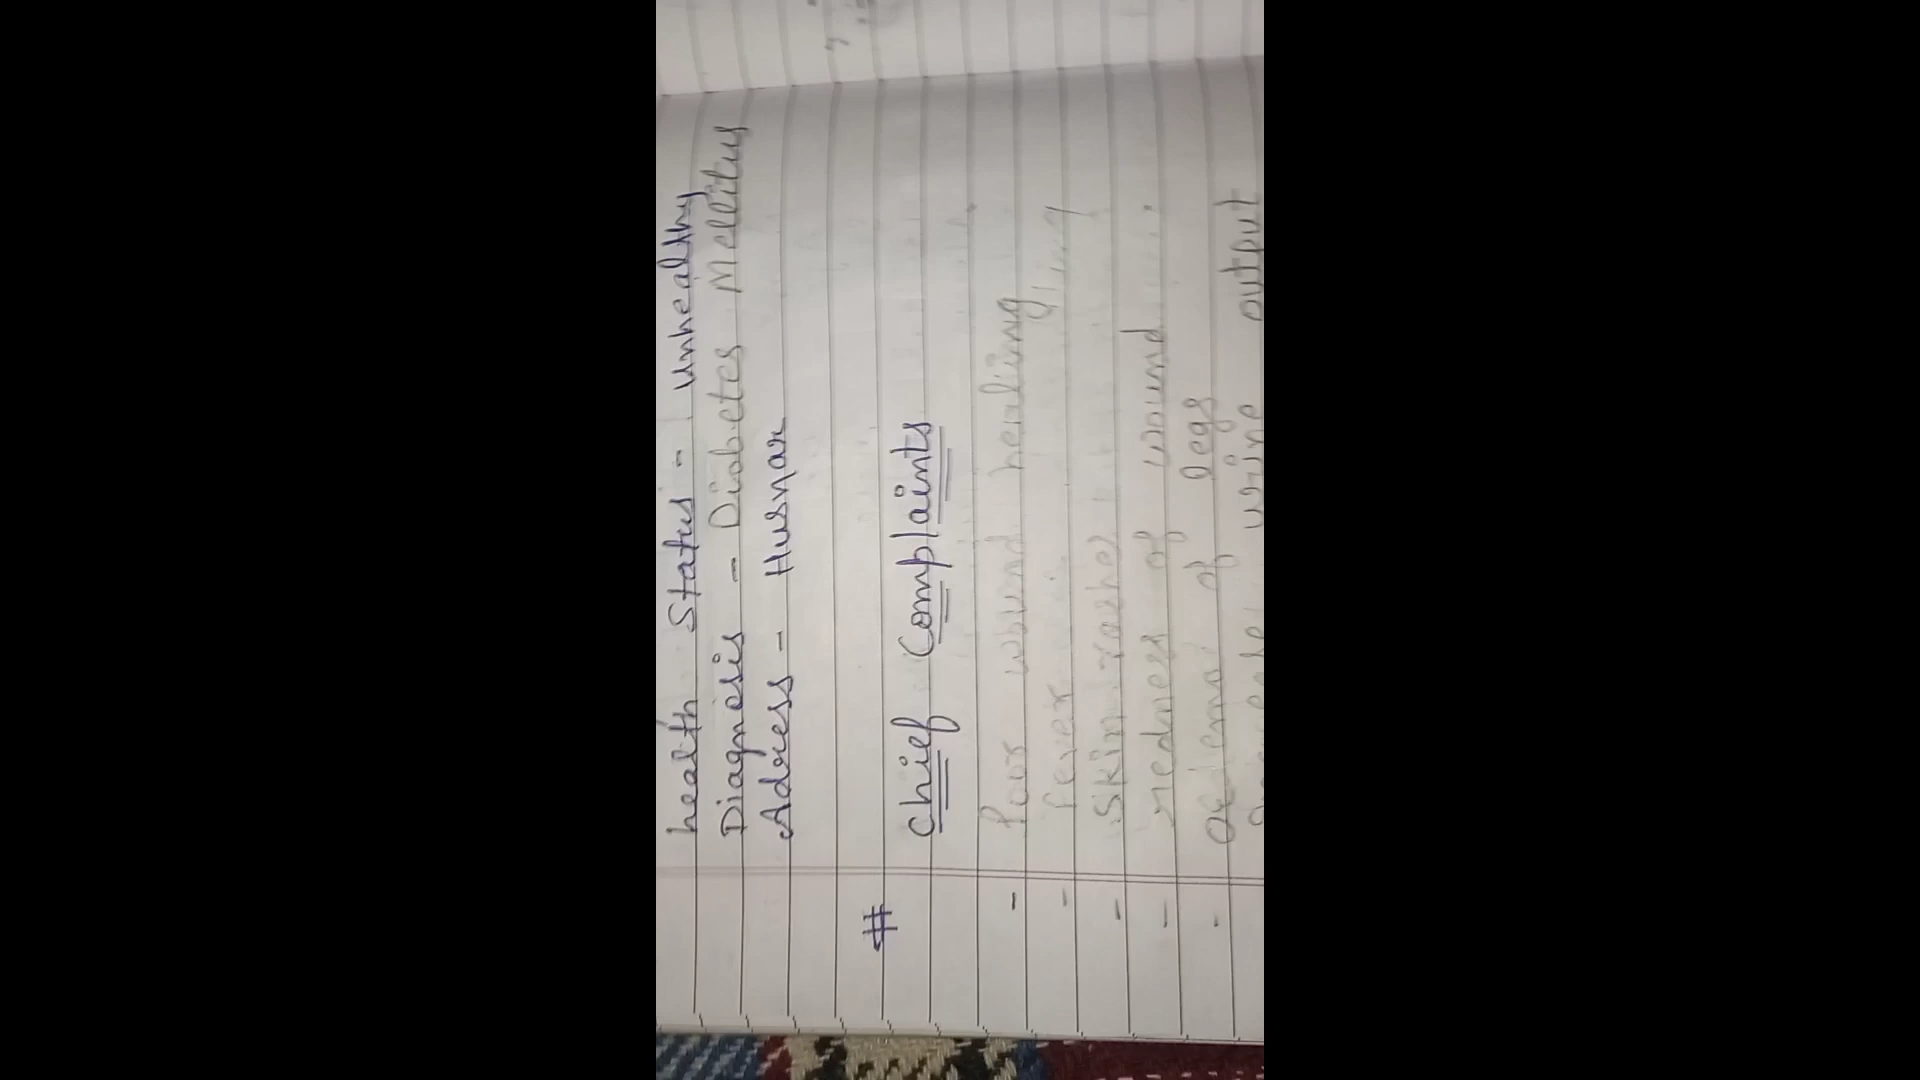 health Status - unhealthy
Diagnosis - Diabetes Mellitus
Address - Husnar
# Chief Complaints
- Poor wound healing
- fever
- Skin rashes
- redness of wound
- Oedema of legs
urine output